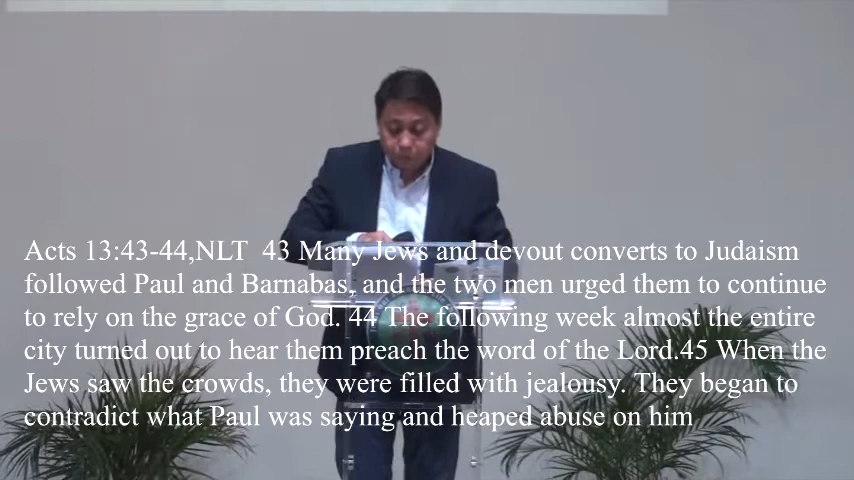 Acts 13:43-44,NLT  43 Many Jews and devout converts to Judaism
followed Paul and Barnabas, and the two men urged them to continue
to rely on the grace of God. 44 The following week almost the entire
city turned out to hear them preach the word of the Lord.45 When the
Jews saw the crowds, they were filled with jealousy. They began to
contradict what Paul was saying and heaped abuse on him